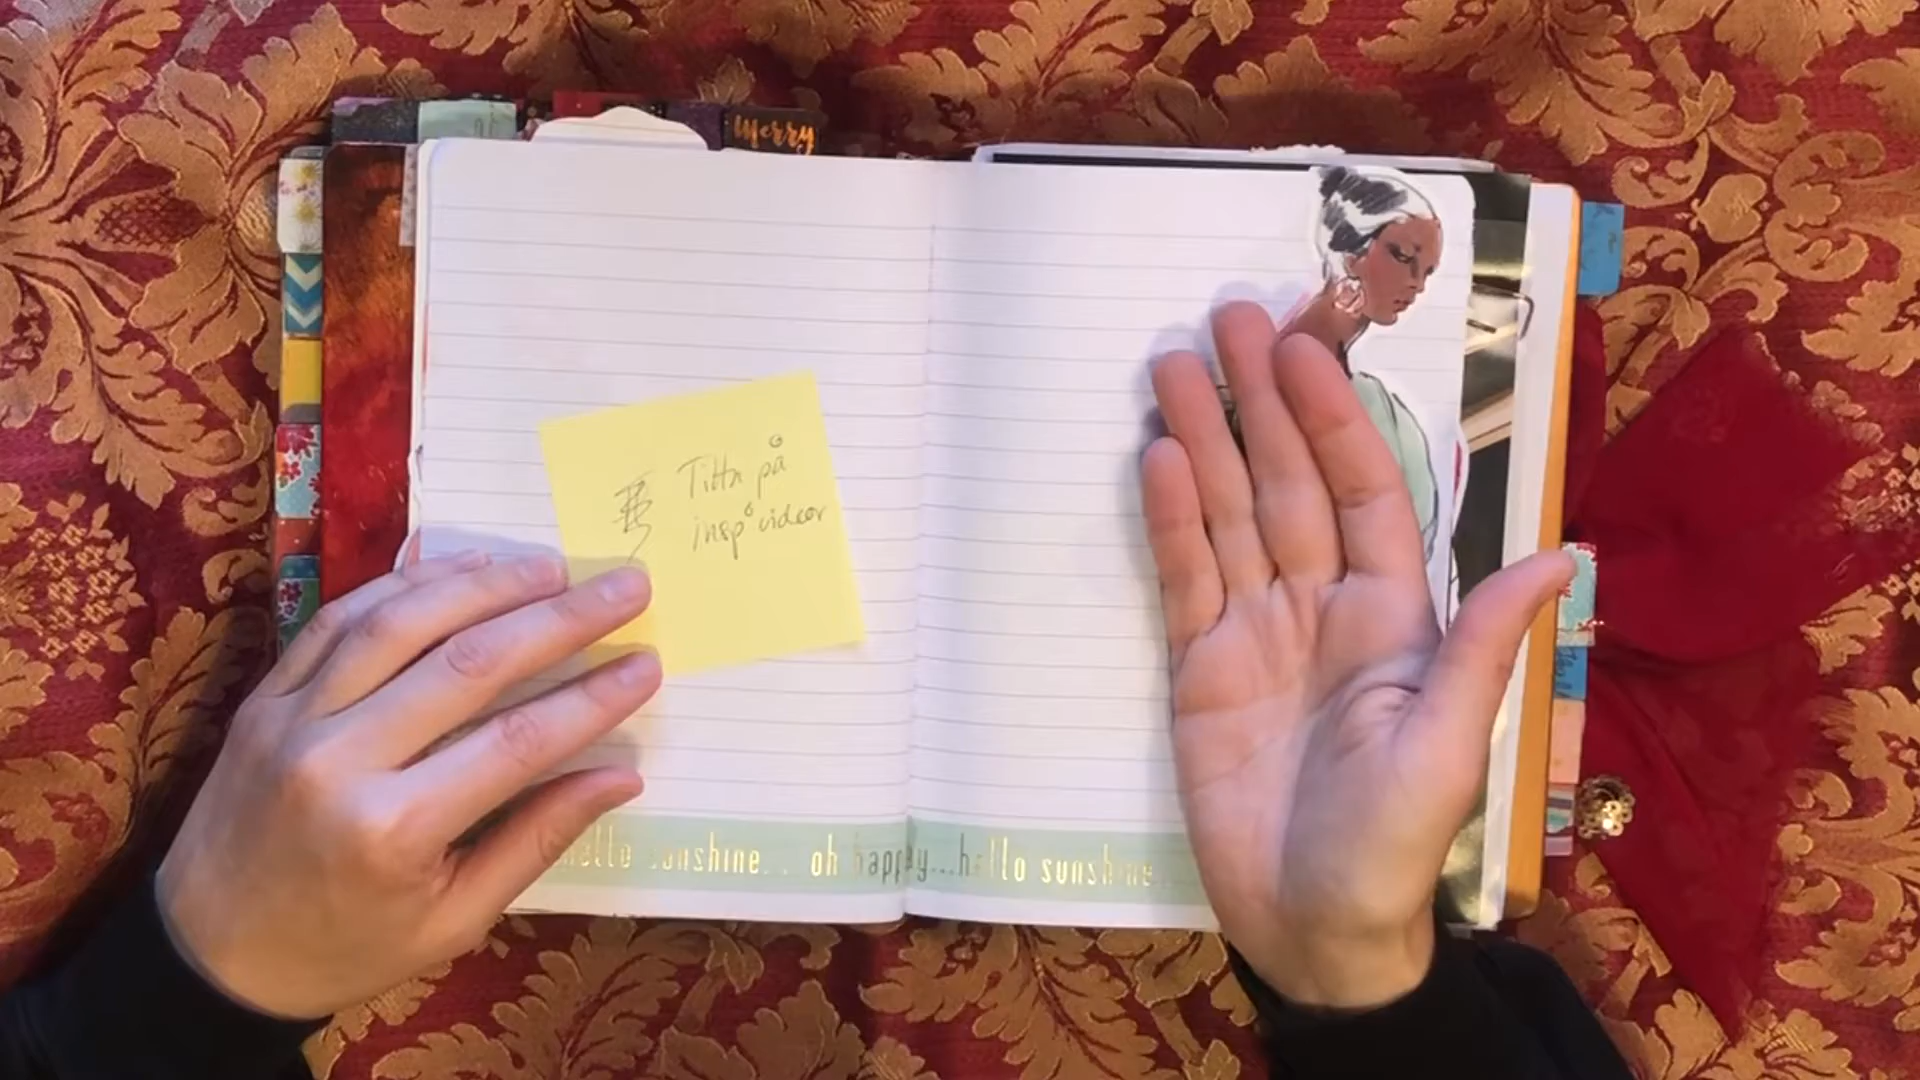 Merry
Titta på
insp videor
hello sunshine... oh happy...hello sunshine...